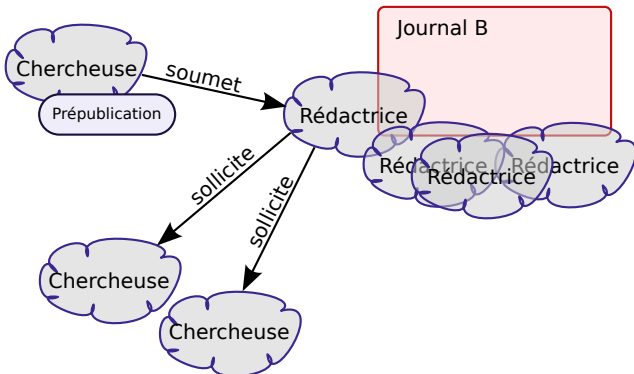 Journal B
Chercheuse
soumet
Prépublication
Rédactrice
Rédactrice
Rédactrice
Rédactrice
sollicite
sollicite
Chercheuse
Chercheuse